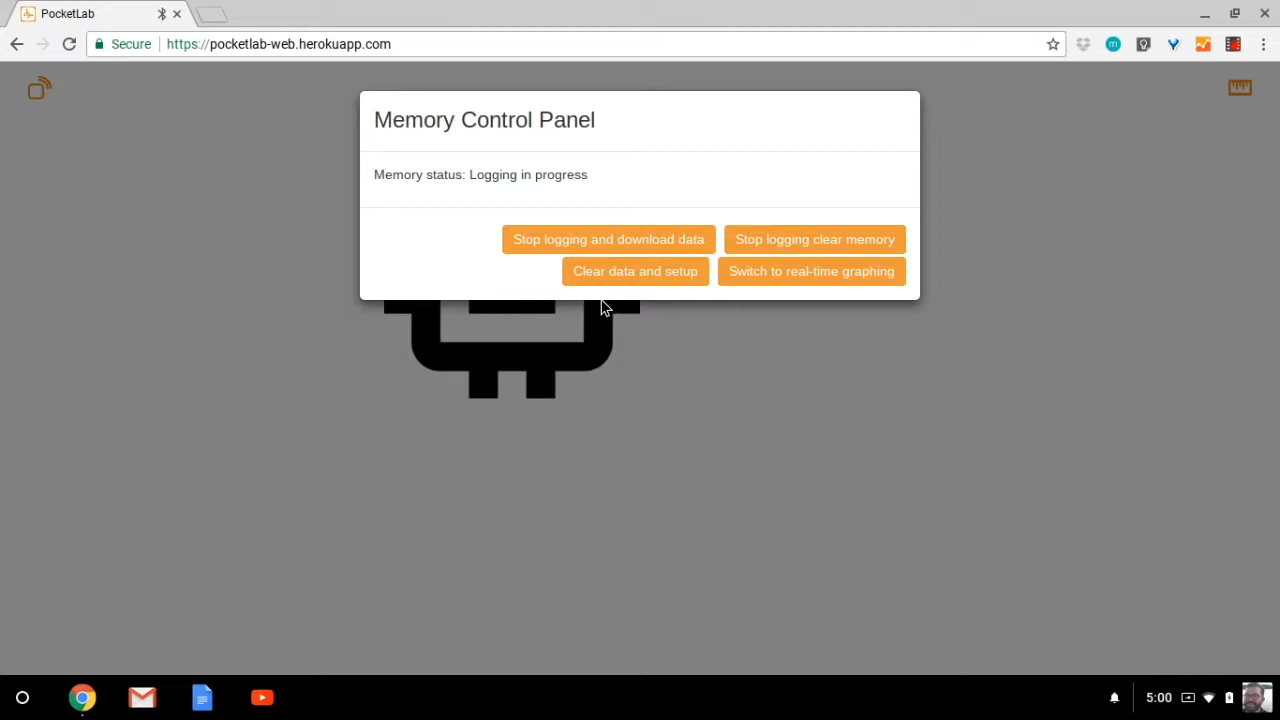 PocketLab
Secure https://pocketlab-web.herokuapp.com
Memory Control Panel
Memory status: Logging in progress
Stop logging and download data Stop logging clear memory
Clear data and setup Switch to real-time graphing
5:00